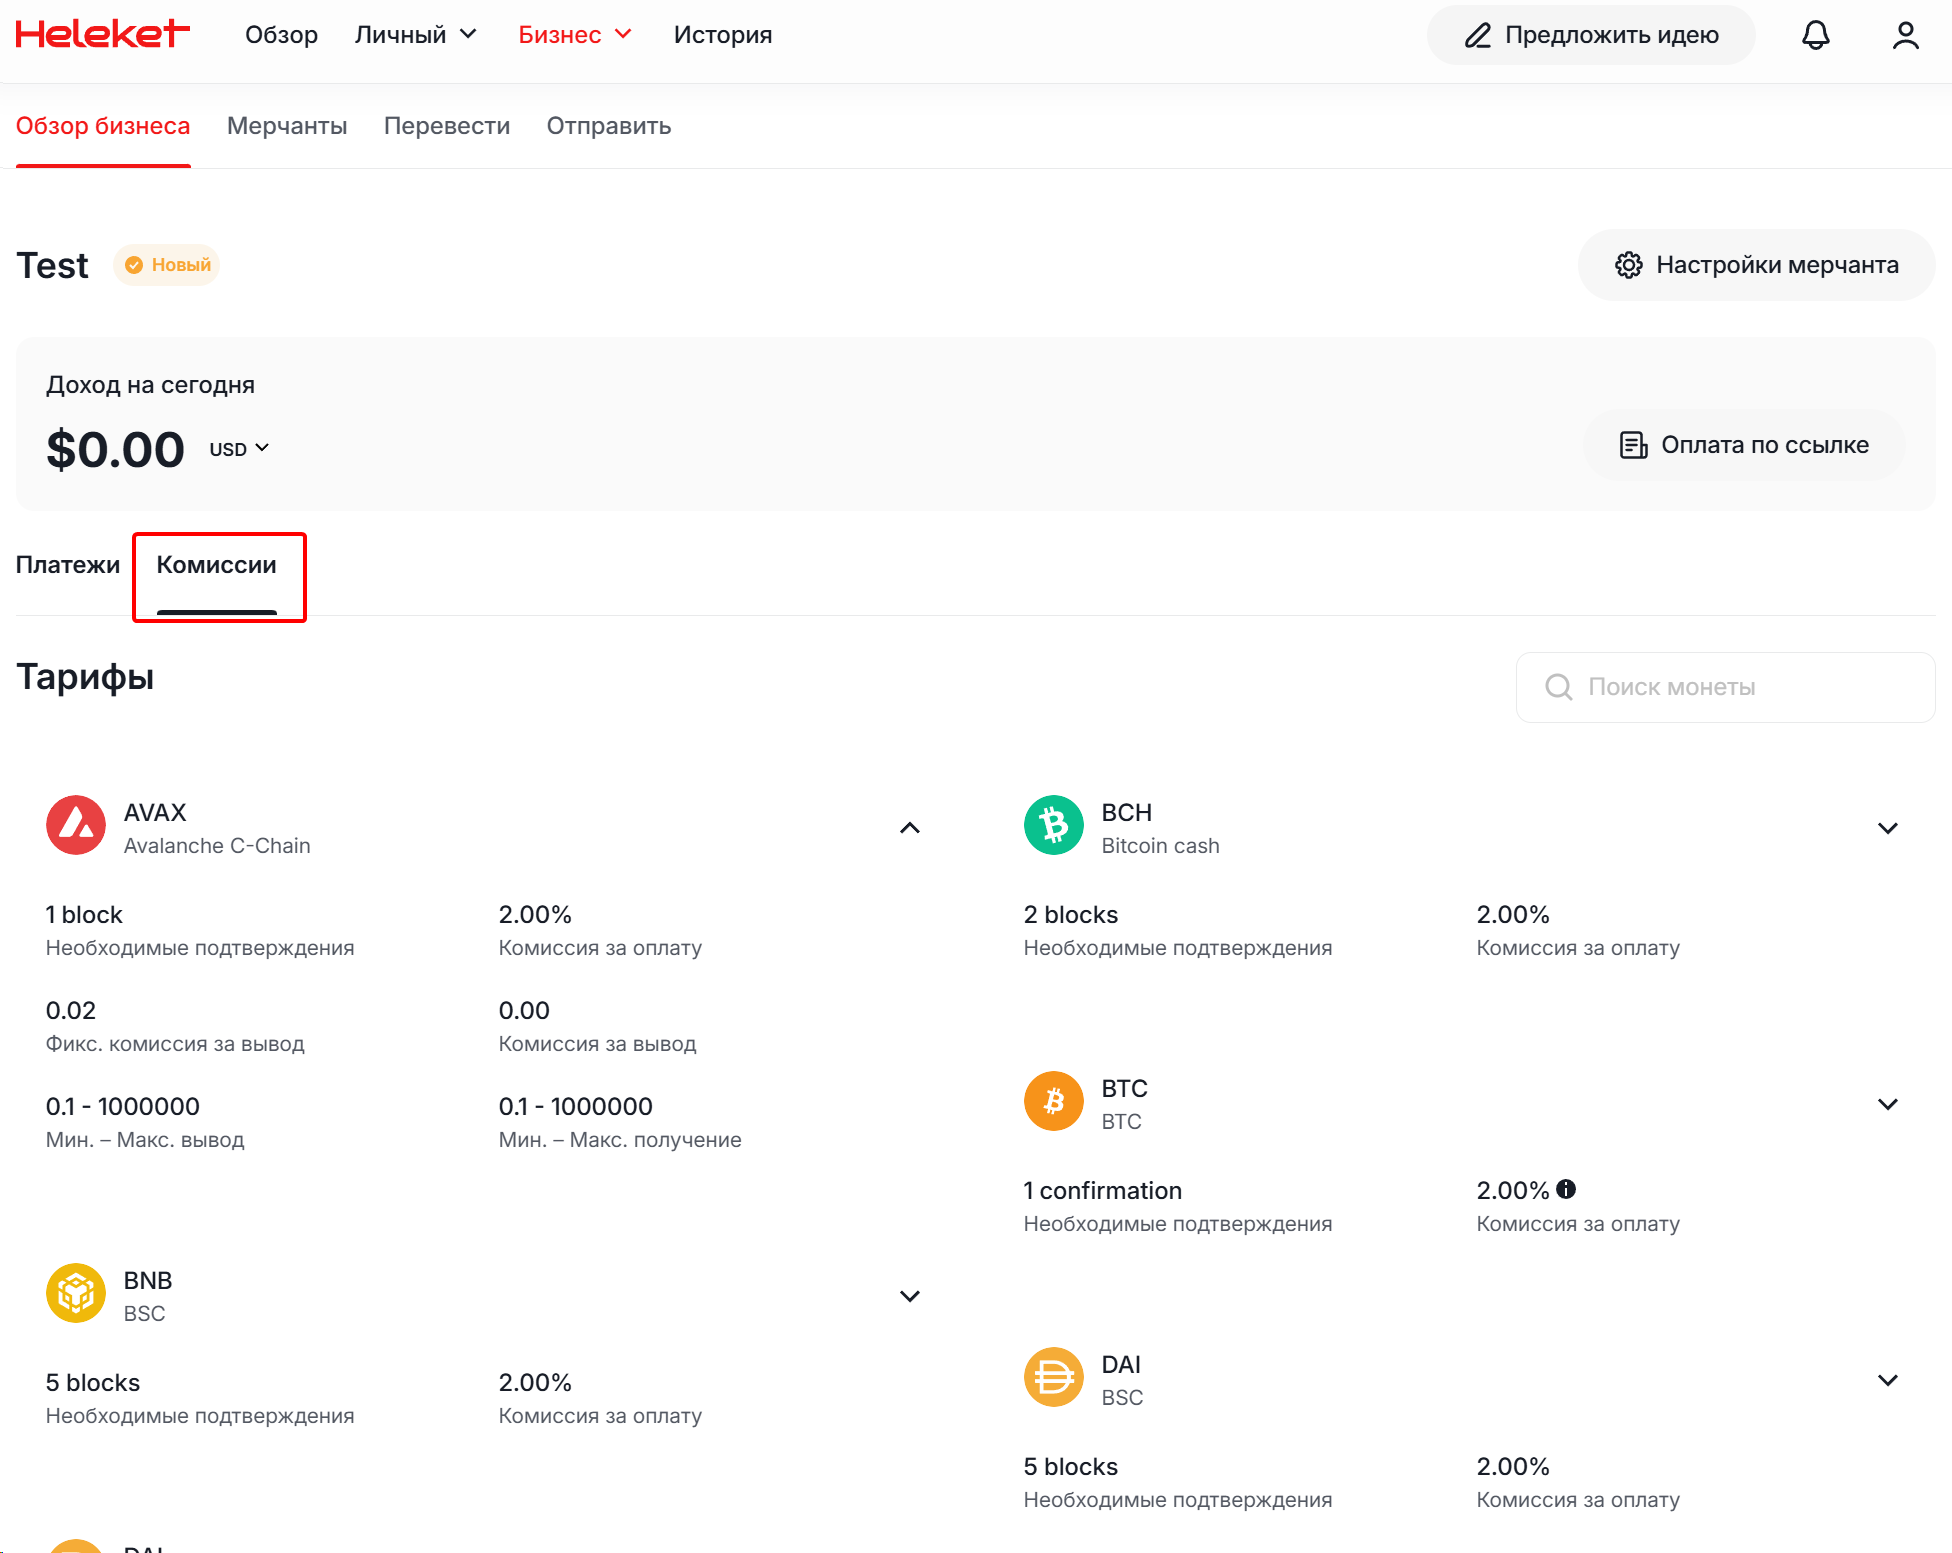 Heleket
Обзор
Личный
Бизнес
История
Предложить идею
Обзор бизнеса
Мерчанты
Перевести
Отправить
Test
Новый
Настройки мерчанта
Доход на сегодня
$0.00 USD
Оплата по ссылке
Платежи
Комиссии
Тарифы
Поиск монеты
AVAX
Avalanche C-Chain
1 block
Необходимые подтверждения
2.00%
Комиссия за оплату
0.02
Фикс. комиссия за вывод
0.00
Комиссия за вывод
0.1 - 1000000
Мин. – Макс. вывод
0.1 - 1000000
Мин. – Макс. получение
BNB
BSC
5 blocks
Необходимые подтверждения
2.00%
Комиссия за оплату
BCH
Bitcoin cash
2 blocks
Необходимые подтверждения
2.00%
Комиссия за оплату
BTC
BTC
1 confirmation
Необходимые подтверждения
2.00%
Комиссия за оплату
DAI
BSC
5 blocks
Необходимые подтверждения
2.00%
Комиссия за оплату